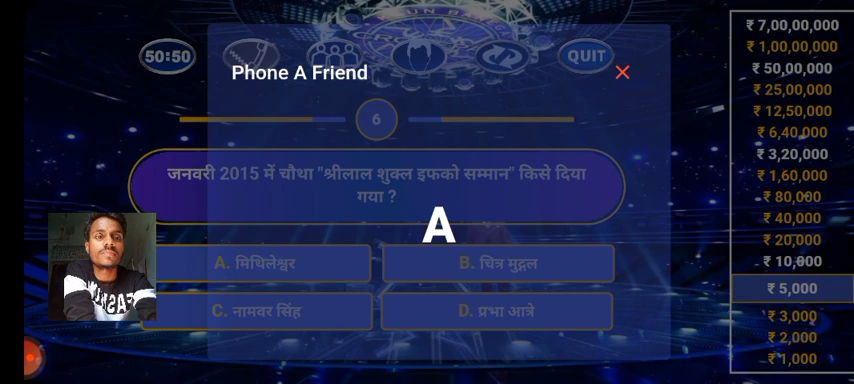 50:50
QUIT
Phone A Friend
6
जनवरी 2015 में चौथा "श्रीलाल शुक्ल इफको सम्मान" किसे दिया
गया ?
A
A. मिथिलेश्वर
B. चित्र मुद्गल
C. नामवर सिंह
D. प्रभा आत्रे
₹ 7,00,00,000
₹ 1,00,00,000
₹ 50,00,000
₹ 25,00,000
₹ 12,50,000
₹ 6,40,000
₹ 3,20,000
₹ 1,60,000
₹ 80,000
₹ 40,000
₹ 20,000
₹ 10,000
₹ 5,000
₹ 3,000
₹ 2,000
₹ 1,000